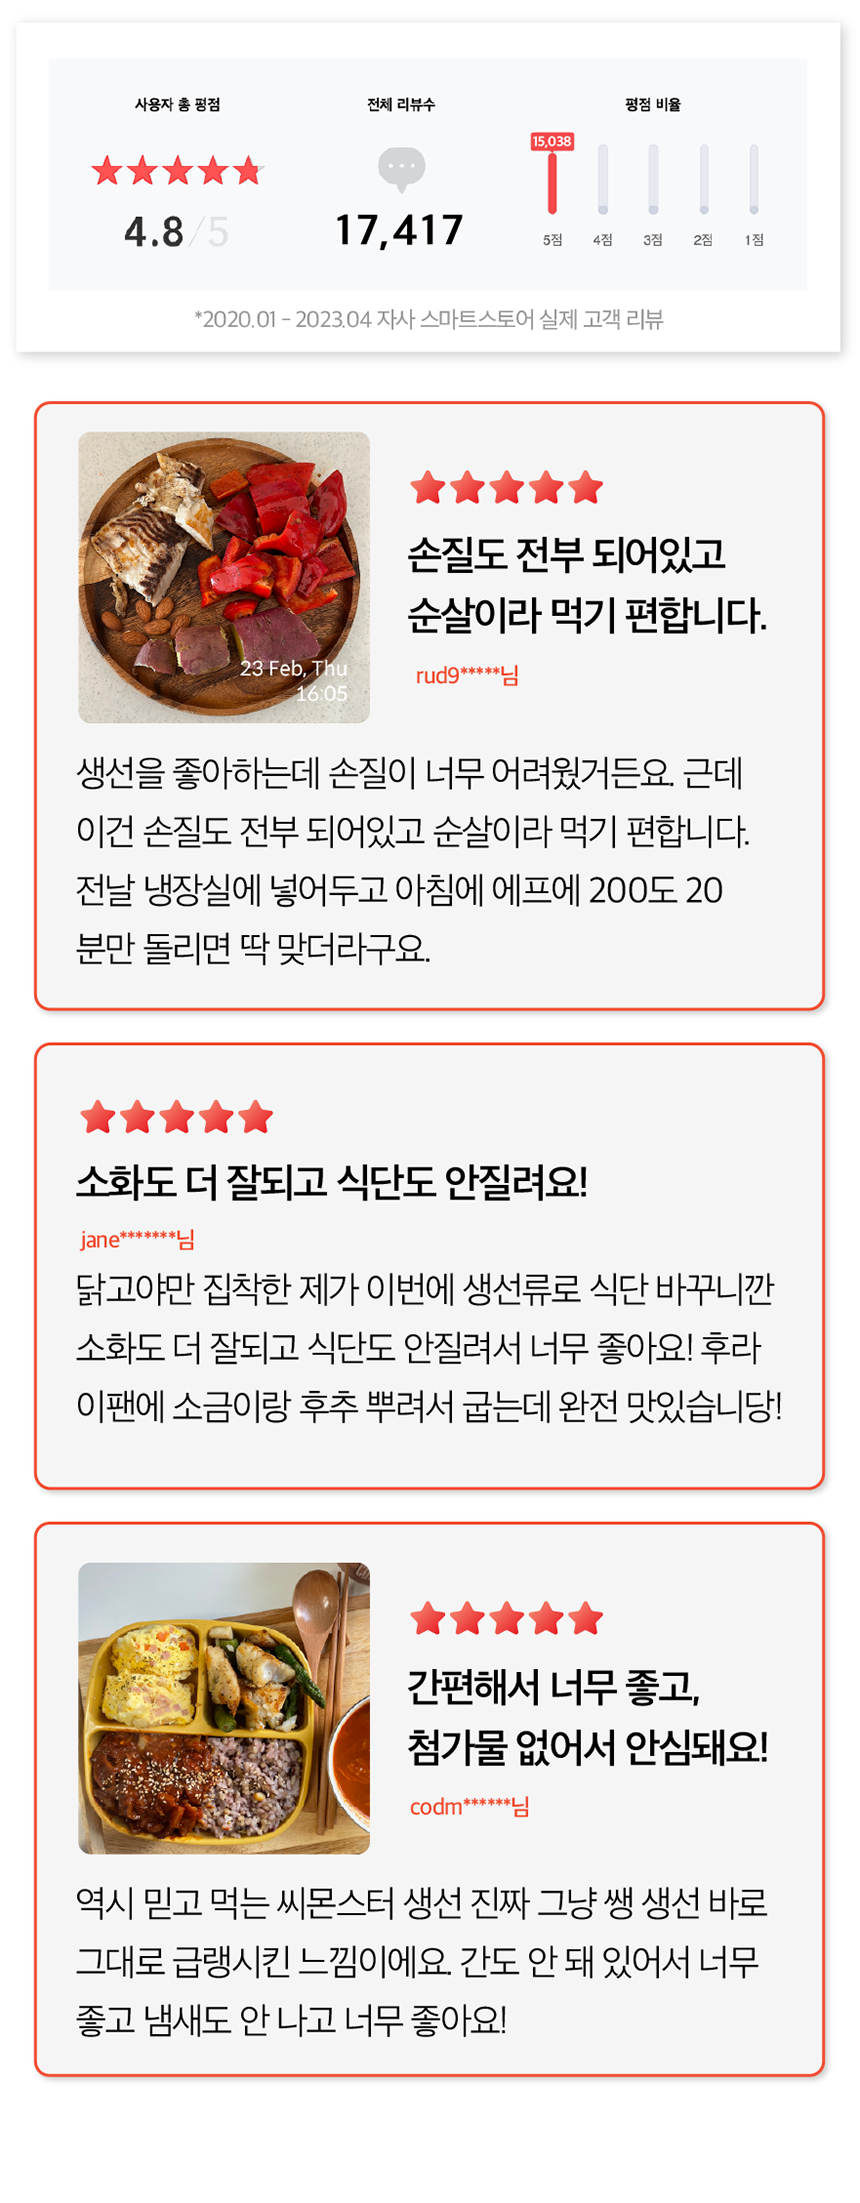 사용자 총 평점
전체 리뷰수
평점 비율
15,038
4.8/5
17,417
5점 4점 3점 2점 1점
*2020.01 - 2023.04 자사 스마트스토어 실제 고객 리뷰
23 Feb, Thu
16:05
손질도 전부 되어있고
순살이라 먹기 편합니다.
rud9*****님
생선을 좋아하는데 손질이 너무 어려웠거든요. 근데
이건 손질도 전부 되어있고 순살이라 먹기 편합니다.
전날 냉장실에 넣어두고 아침에 에프에 200도 20
분만 돌리면 딱 맞더라구요.
소화도 더 잘되고 식단도 안질려요!
jane*******님
닭고야만 집착한 제가 이번에 생선류로 식단 바꾸니깐
소화도 더 잘되고 식단도 안질려서 너무 좋아요! 후라
이팬에 소금이랑 후추 뿌려서 굽는데 완전 맛있습니당!
간편해서 너무 좋고,
첨가물 없어서 안심돼요!
codm******님
역시 믿고 먹는 씨몬스터 생선 진짜 그냥 쌩 생선 바로
그대로 급랭시킨 느낌이에요. 간도 안 돼 있어서 너무
좋고 냄새도 안 나고 너무 좋아요!